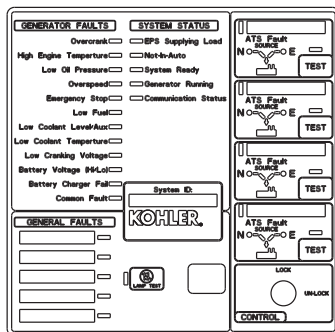 GENERATOR FAULTS
Overcrank
High Engine Temperture
Low Oil Pressure
Overspeed
Emergency Stop
Low Fuel
Low Coolant Level/Aux
Low Coolant Temperture
Low Cranking Voltage
Battery Voltage (Hi/Lo)
Battery Charger Fail
Common Fault
SYSTEM STATUS
EPS Supplying Load
Not-In-Auto
System Ready
Generator Running
Communication Status
System ID:
KOHLER®
GENERAL FAULTS
LAMP TEST
ATS Fault
SOURCE
N E
TEST
ATS Fault
SOURCE
N E
TEST
ATS Fault
SOURCE
N E
TEST
ATS Fault
SOURCE
N E
TEST
LOCK
UN-LOCK
CONTROL